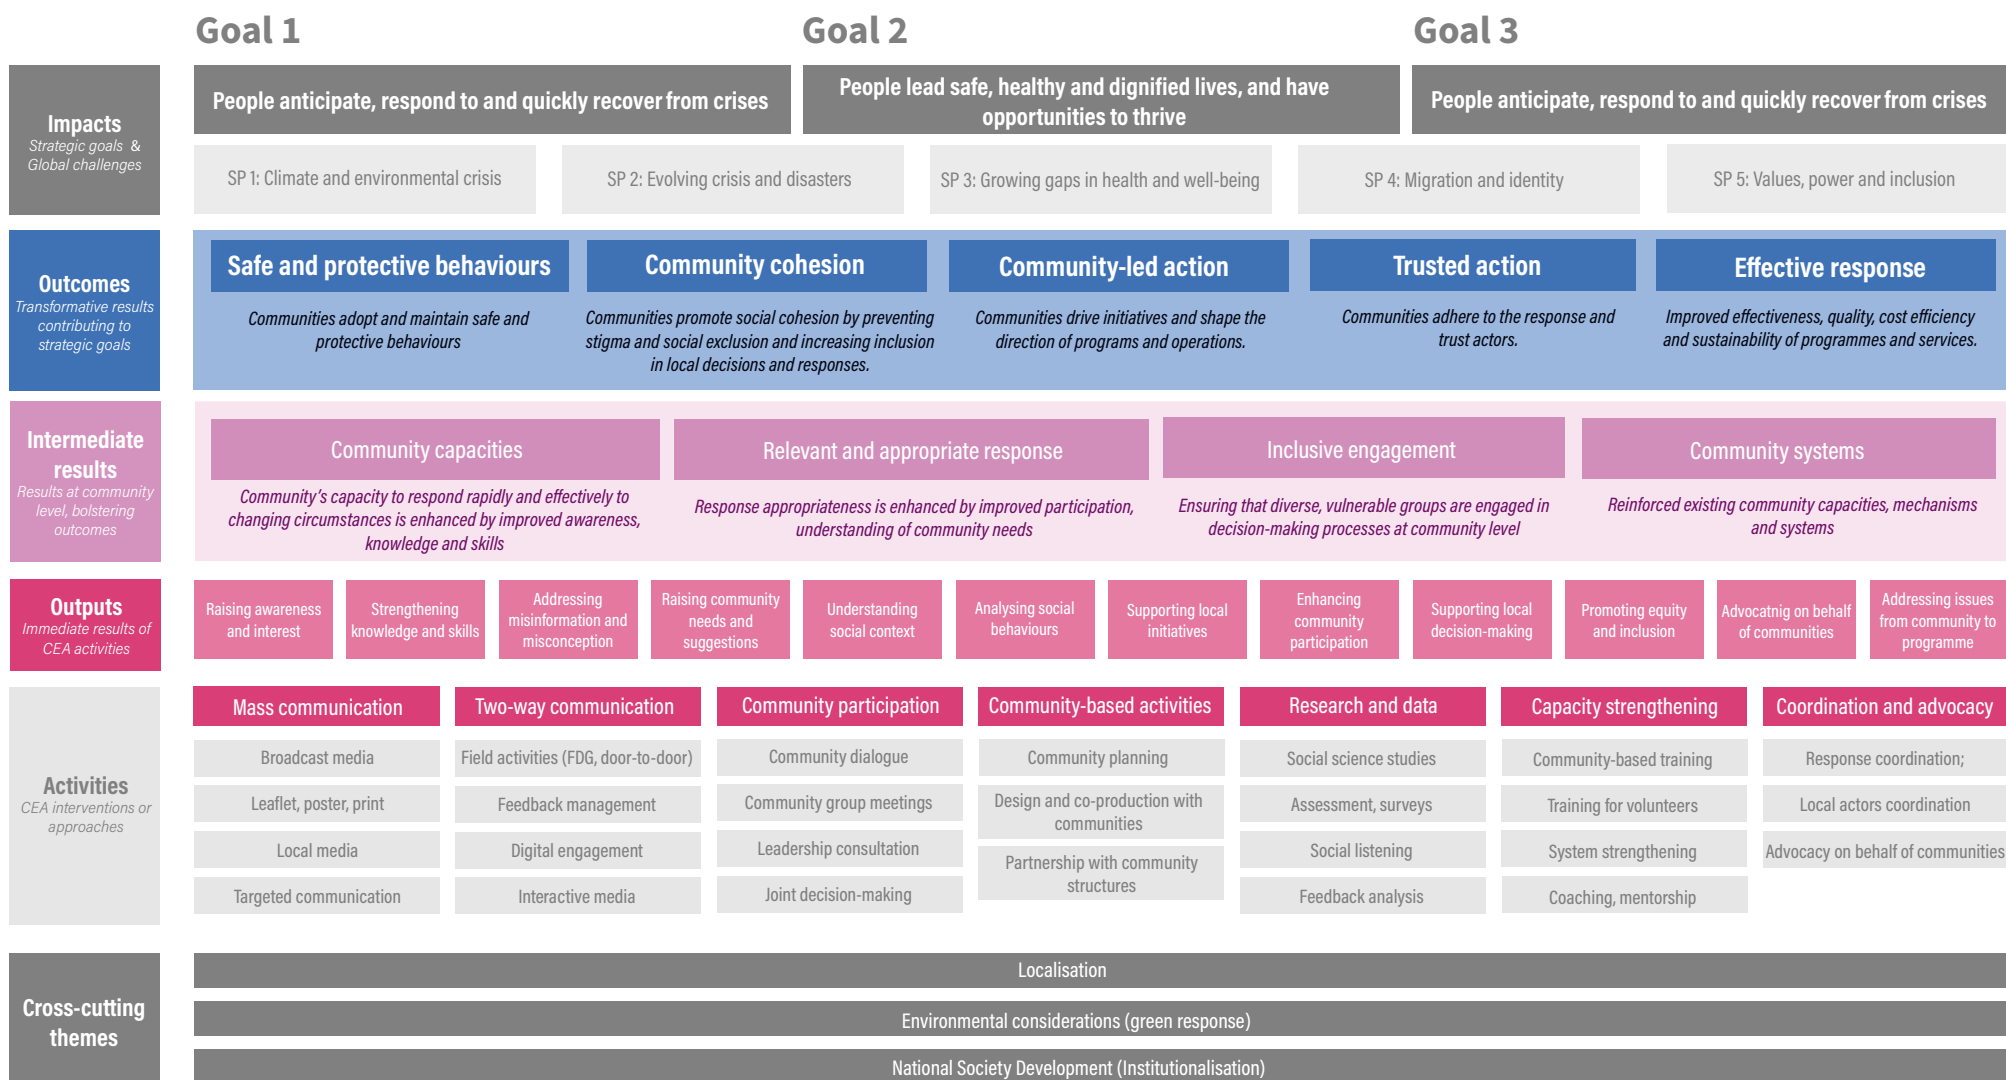 Goal 1
Goal 2
Goal 3
Impacts
Strategic goals & 
Global challenges
People anticipate, respond to and quickly recover from crises
People lead safe, healthy and dignified lives, and have
opportunities to thrive
People anticipate, respond to and quickly recover from crises
SP 1: Climate and environmental crisis
SP 2: Evolving crisis and disasters
SP 3: Growing gaps in health and well-being
SP 4: Migration and identity
SP 5: Values, power and inclusion
Outcomes
Transformative results
contributing to
strategic goals
Safe and protective behaviours
Communities adopt and maintain safe and
protective behaviours
Community cohesion
Communities promote social cohesion by preventing
stigma and social exclusion and increasing inclusion
in local decisions and responses.
Community-led action
Communities drive initiatives and shape the
direction of programs and operations.
Trusted action
Communities adhere to the response and
trust actors.
Effective response
Improved effectiveness, quality, cost efficiency
and sustainability of programmes and services.
Intermediate
results
Results at community
level, bolstering
outcomes
Community capacities
Community's capacity to respond rapidly and effectively to
changing circumstances is enhanced by improved awareness,
knowledge and skills
Relevant and appropriate response
Response appropriateness is enhanced by improved participation,
understanding of community needs
Inclusive engagement
Ensuring that diverse, vulnerable groups are engaged in
decision-making processes at community level
Community systems
Reinforced existing community capacities, mechanisms
and systems
Outputs
Immediate results of
CEA activities
Raising awareness
and interest
Strengthening
knowledge and skills
Addressing
misinformation and
misconception
Raising community
needs and
suggestions
Understanding
social context
Analysing social
behaviours
Supporting local
initiatives
Enhancing
community
participation
Supporting local
decision-making
Promoting equity
and inclusion
Advocatnig on behalf
of communities
Addressing issues
from community to
programme
Activities
CEA interventions or
approaches
Mass communication
Broadcast media
Leaflet, poster, print
Local media
Targeted communication
Two-way communication
Field activities (FDG, door-to-door)
Feedback management
Digital engagement
Interactive media
Community participation
Community dialogue
Community group meetings
Leadership consultation
Joint decision-making
Community-based activities
Community planning
Design and co-production with
communities
Partnership with community
structures
Research and data
Social science studies
Assessment, surveys
Social listening
Feedback analysis
Capacity strengthening
Community-based training
Training for volunteers
System strengthening
Coaching, mentorship
Coordination and advocacy
Response coordination;
Local actors coordination
Advocacy on behalf of communities
Cross-cutting
themes
Localisation
Environmental considerations (green response)
National Society Development (Institutionalisation)